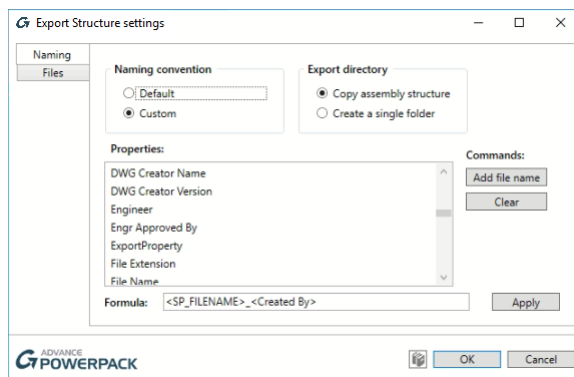 Export Structure settings
Naming
Files
Naming convention
Default
Custom
Export directory
Copy assembly structure
Create a single folder
Properties:
DWG Creator Name
DWG Creator Version
Engineer
Engr Approved By
ExportProperty
File Extension
File Name
Commands:
Add file name
Clear
Formula: <SP_FILENAME>_<Created By>
Apply
ADVANCE
POWERPACK
OK
Cancel